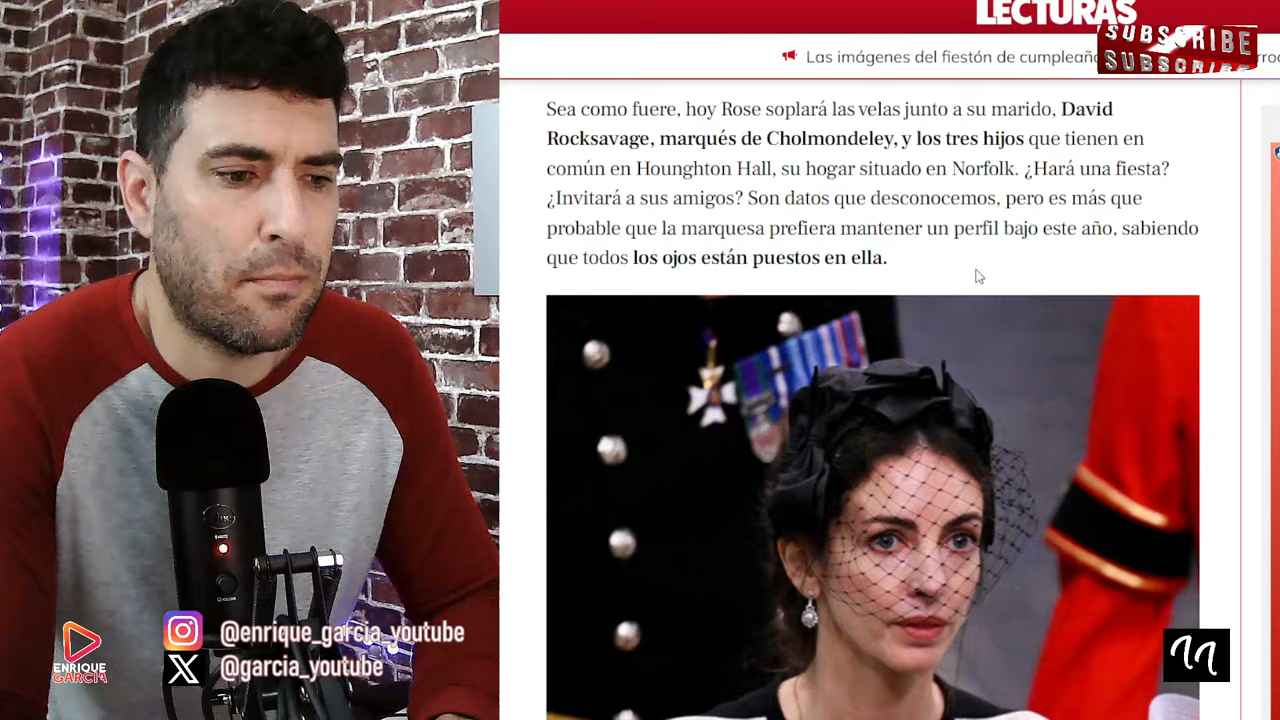 LECTURAS
SUBSCRIBE
SUBSCRIBE
Las imágenes del fiestón de cumpleaño
Sea como fuere, hoy Rose soplará las velas junto a su marido, David
Rocksavage, marqués de Cholmondeley, y los tres hijos que tienen en
común en Hounghton Hall, su hogar situado en Norfolk. ¿Hará una fiesta?
¿Invitará a sus amigos? Son datos que desconocemos, pero es más que
probable que la marquesa prefiera mantener un perfil bajo este año, sabiendo
que todos los ojos están puestos en ella.
@enrique_garcia_youtube
@garcia_youtube
ENRIQUE
GARCIA